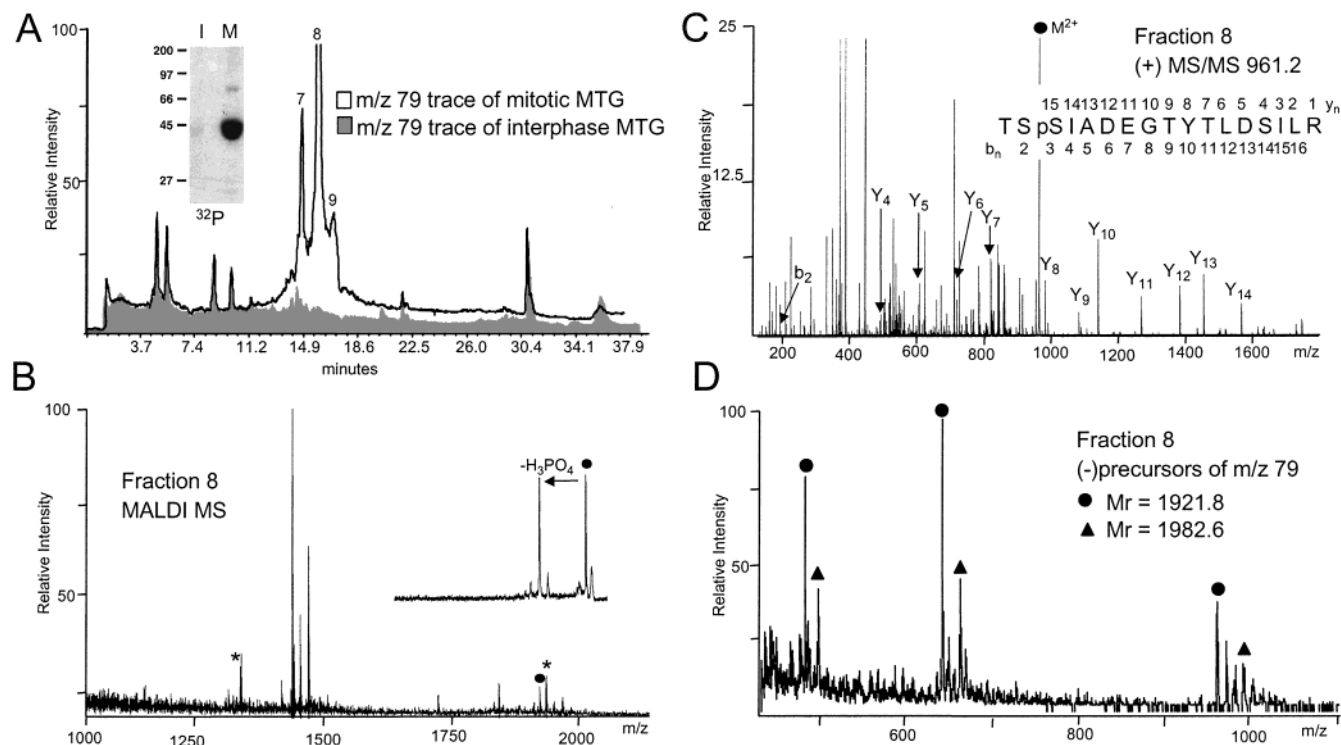 A
100
50
Relative Intensity
I M
200
97
66
45
27
32P
7
8
9
m/z 79 trace of mitotic MTG
m/z 79 trace of interphase MTG
3.7 7.4 11.2 14.9 18.6 22.5 26.0 30.4 34.1 37.9
minutes
B
100
50
Relative Intensity
Fraction 8
MALDI MS
-H3PO4
*
*
1000 1250 1500 1750 2000 m/z
C
25
12.5
Relative Intensity
M2+
Fraction 8
(+) MS/MS 961.2
15 14 13 12 11 10 9 8 7 6 5 4 3 2 1 yn
T S pS I A D E G T Y T L D S I L R
bn 2 3 4 5 6 7 8 9 10 11 12 13 14 15 16
b2
Y4
Y5
Y6
Y7
Y8
Y9
Y10
Y11
Y12
Y13
Y14
200 400 600 800 1000 1200 1400 1600 m/z
D
100
50
Relative Intensity
Fraction 8
(-)precursors of m/z 79
Mr = 1921.8
Mr = 1982.6
600 800 1000 m/z